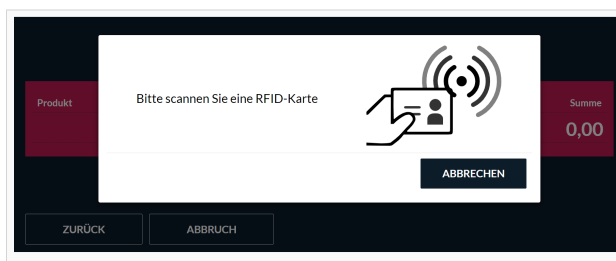 Bitte scannen Sie eine RFID-Karte
Produkt
Summe
0,00
ABBRECHEN
ZURÜCK
ABBRUCH